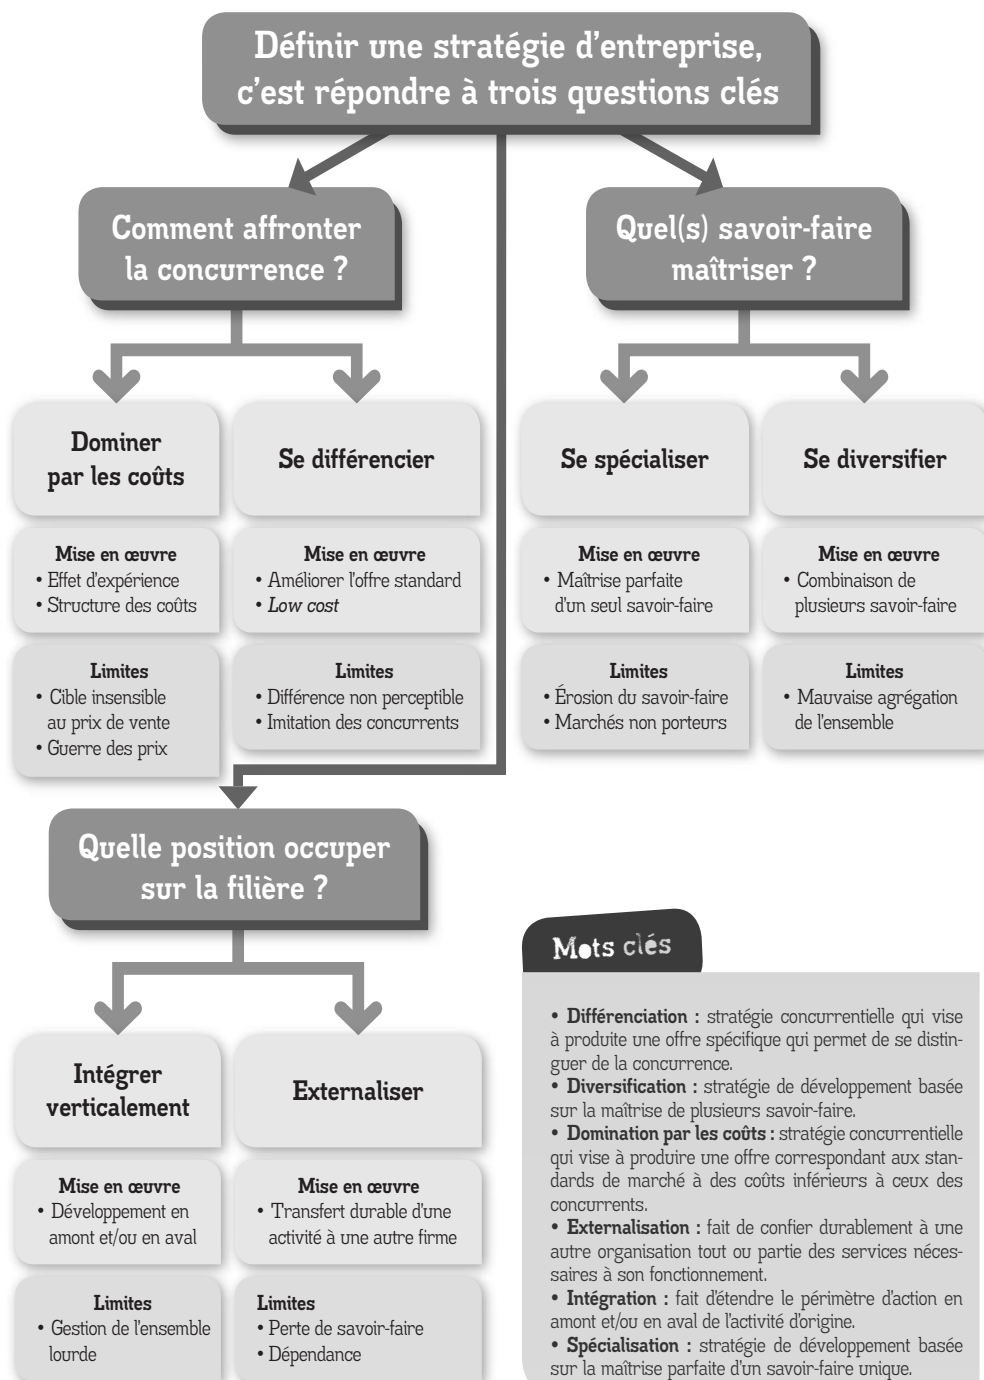 Définir une stratégie d'entreprise,
c'est répondre à trois questions clés
Comment affronter
la concurrence ?
Quel(s) savoir-faire
maîtriser ?
Dominer
par les coûts
Se différencier
Se spécialiser
Se diversifier
Mise en œuvre
• Effet d'expérience
• Structure des coûts
Mise en œuvre
• Améliorer l'offre standard
• Low cost
Mise en œuvre
• Maîtrise parfaite
d'un seul savoir-faire
Mise en œuvre
• Combinaison de
plusieurs savoir-faire
Limites
• Cible insensible
au prix de vente
• Guerre des prix
Limites
• Différence non perceptible
• Imitation des concurrents
Limites
• Érosion du savoir-faire
• Marchés non porteurs
Limites
• Mauvaise agrégation
de l'ensemble
Quelle position occuper
sur la filière ?
Intégrer
verticalement
Externaliser
Mise en œuvre
• Développement en
amont et/ou en aval
Mise en œuvre
• Transfert durable d'une
activité à une autre firme
Limites
• Gestion de l'ensemble
lourde
Limites
• Perte de savoir-faire
• Dépendance
Mots clés
• Différenciation : stratégie concurrentielle qui vise
à produite une offre spécifique qui permet de se distin-
guer de la concurrence.
• Diversification : stratégie de développement basée
sur la maîtrise de plusieurs savoir-faire.
• Domination par les coûts : stratégie concurrentielle
qui vise à produire une offre correspondant aux stan-
dards de marché à des coûts inférieurs à ceux des
concurrents.
• Externalisation : fait de confier durablement à une
autre organisation tout ou partie des services néces-
saires à son fonctionnement.
• Intégration : fait d'étendre le périmètre d'action en
amont et/ou en aval de l'activité d'origine.
• Spécialisation : stratégie de développement basée
sur la maîtrise parfaite d'un savoir-faire unique.